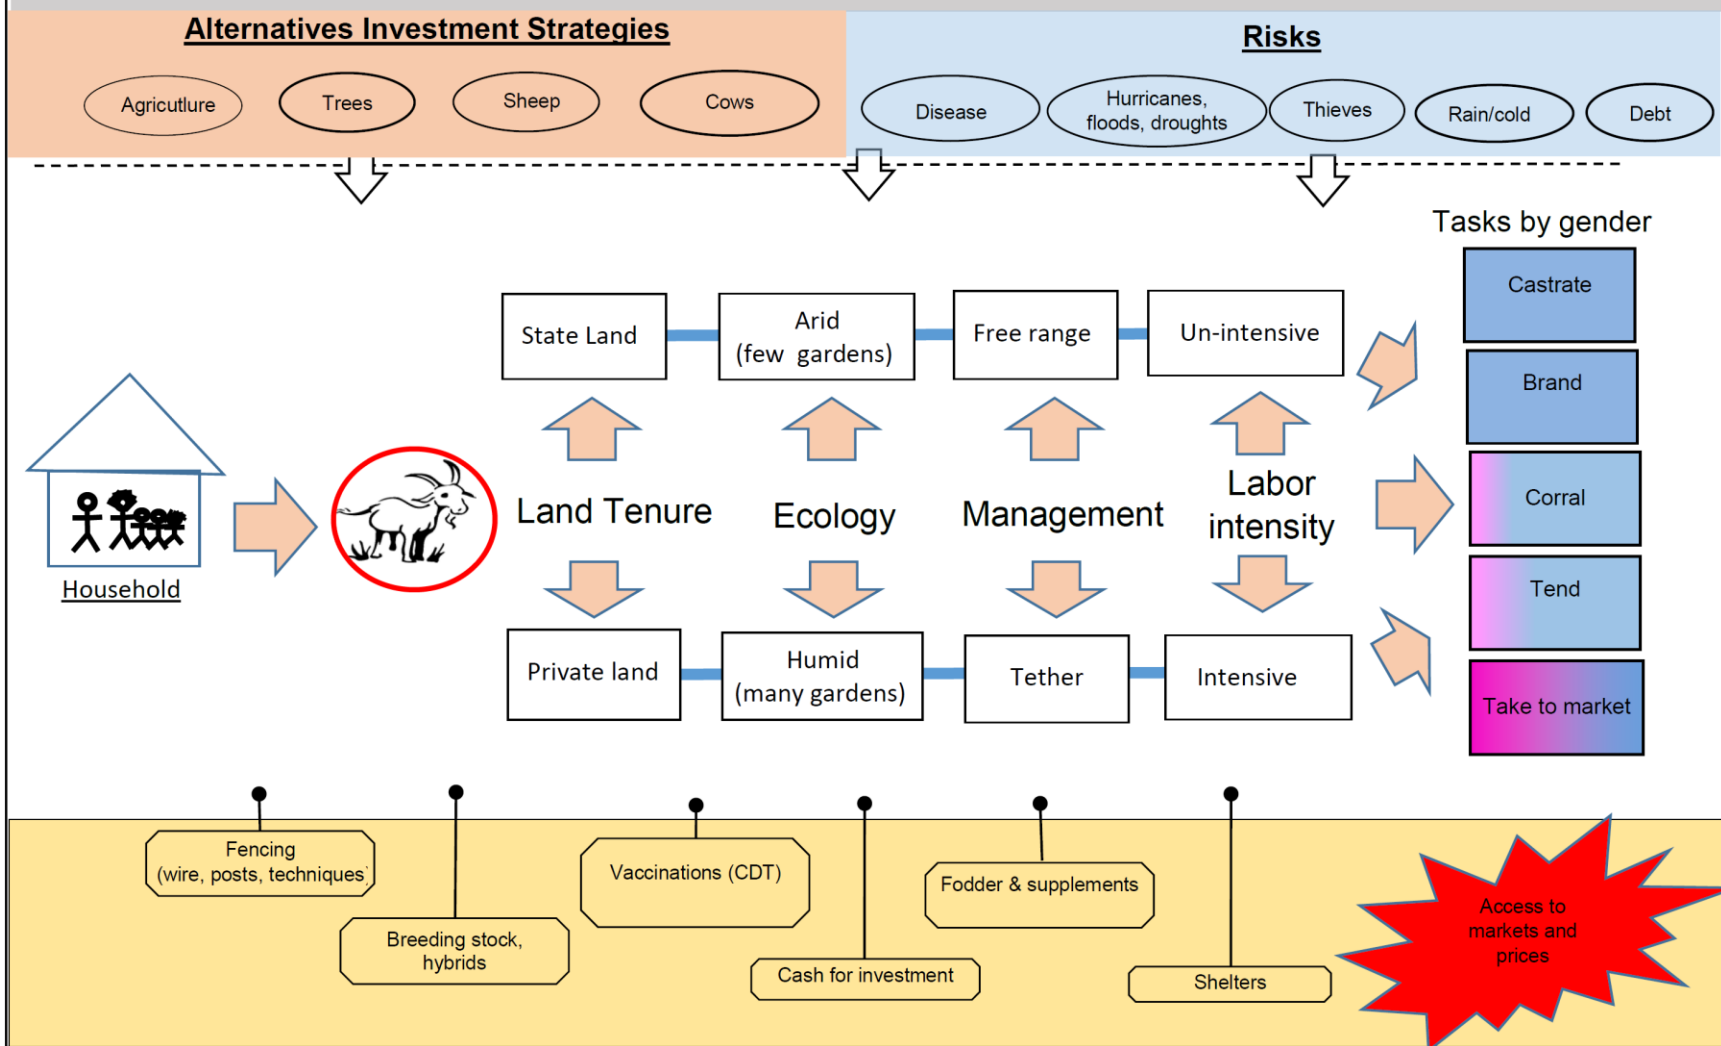 Alternatives Investment Strategies
Agricutlure
Trees
Sheep
Cows
Risks
Disease
Hurricanes,
floods, droughts
Thieves
Rain/cold
Debt
Tasks by gender
Castrate
Brand
Corral
Tend
Take to market
State Land
Arid
(few gardens)
Free range
Un-intensive
Household
Land Tenure
Ecology
Management
Labor
intensity
Private land
Humid
(many gardens)
Tether
Intensive
Fencing
(wire, posts, techniques)
Breeding stock,
hybrids
Vaccinations (CDT)
Cash for investment
Fodder & supplements
Shelters
Access to
markets and
prices